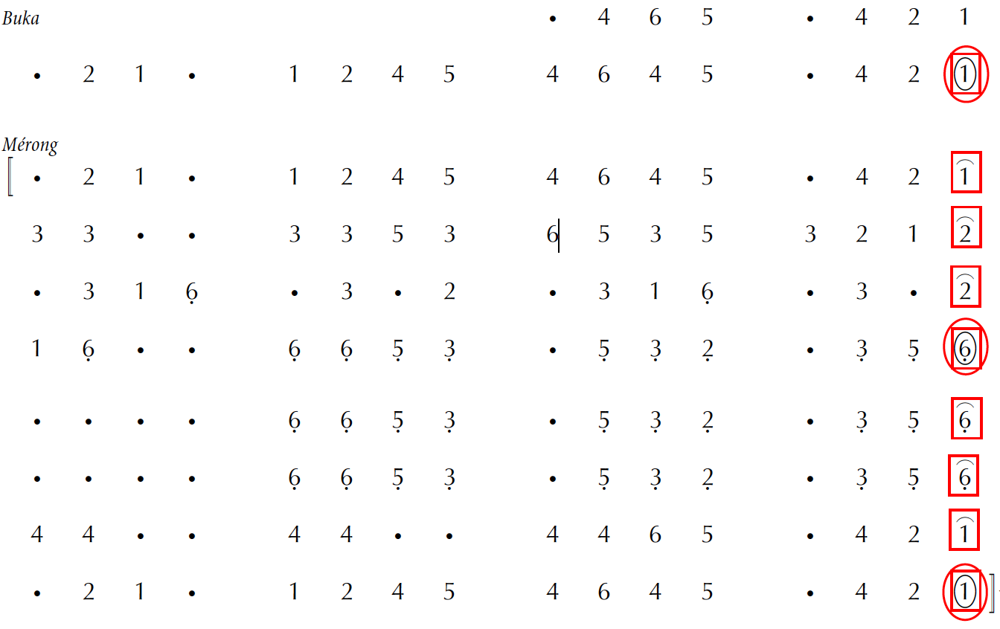 Buka • 4 6 5 • 4 2 1
• 2 1 • 1 2 4 5 4 6 4 5 • 4 2 1
Mérong
[ • 2 1 • 1 2 4 5 4 6 4 5 • 4 2 1̑
3 3 • • 3 3 5 3 6 5 3 5 3 2 1 2̑
• 3 1 6̣ • 3 • 2 • 3 1 6̣ • 3 • 2̑
1 6̣ • • 6̣ 6̣ 5̣ 3̣ • 5̣ 3̣ 2̣ • 3̣ 5̣ 6̣
• • • • 6̣ 6̣ 5̣ 3̣ • 5̣ 3̣ 2̣ • 3̣ 5̣ 6̣̑
• • • • 6̣ 6̣ 5̣ 3̣ • 5̣ 3̣ 2̣ • 3̣ 5̣ 6̣̑
4 4 • • 4 4 • • 4 4 6 5 • 4 2 1̑
• 2 1 • 1 2 4 5 4 6 4 5 • 4 2 1 ]